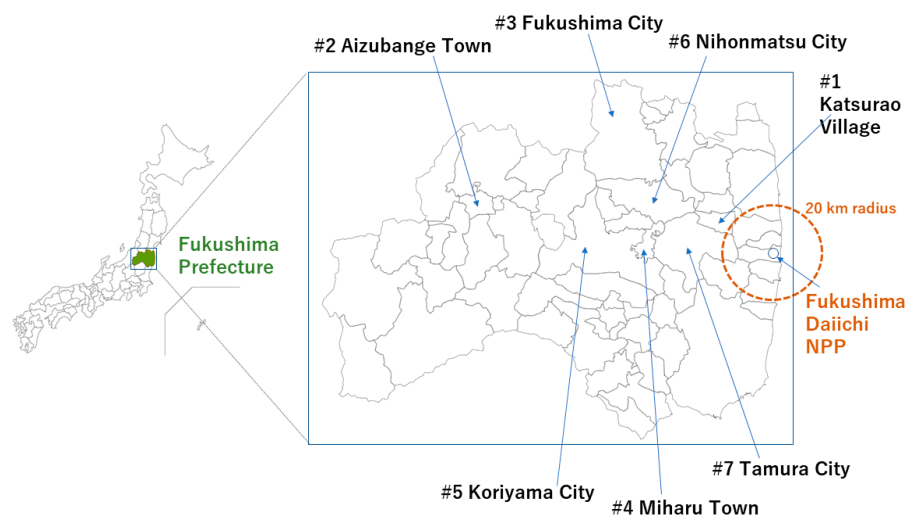 #3 Fukushima City
#2 Aizubange Town
#6 Nihonmatsu City
#1
Katsurao
Village
20 km radius
Fukushima
Prefecture
Fukushima
Daiichi
NPP
#7 Tamura City
#5 Koriyama City
#4 Miharu Town